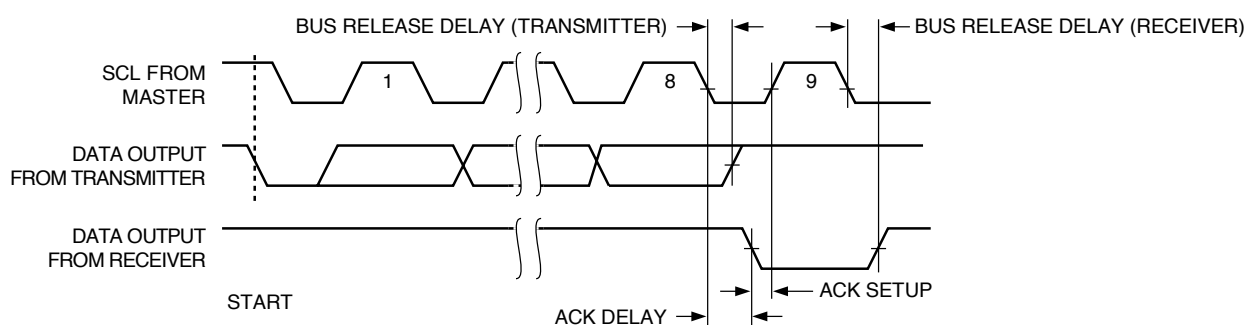 BUS RELEASE DELAY (TRANSMITTER)
BUS RELEASE DELAY (RECEIVER)
SCL FROM
MASTER
1
8
9
DATA OUTPUT
FROM TRANSMITTER
DATA OUTPUT
FROM RECEIVER
START
ACK SETUP
ACK DELAY